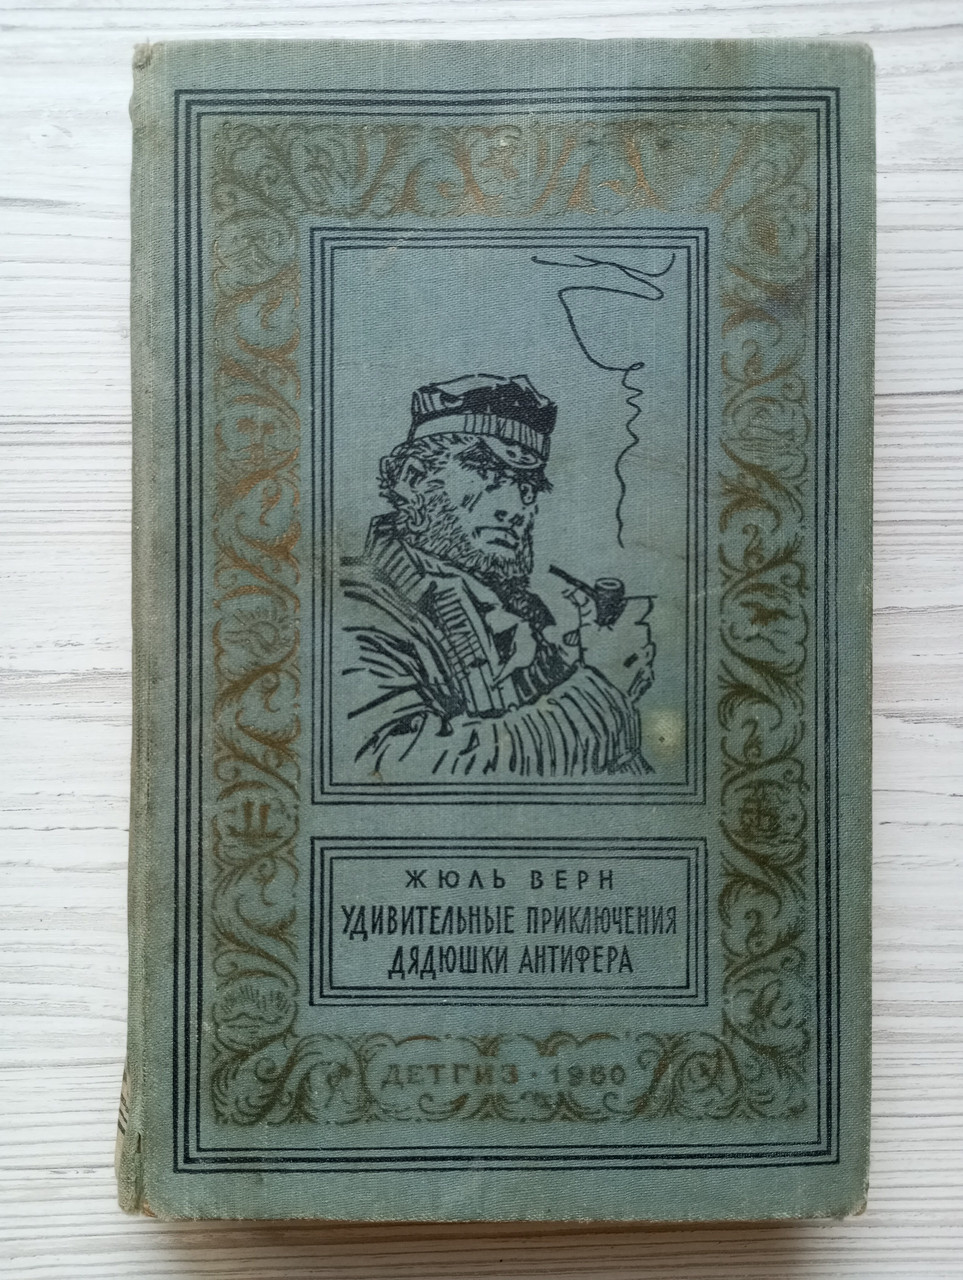 ЖЮЛЬ ВЕРН
УДИВИТЕЛЬНЫЕ ПРИКЛЮЧЕНИЯ
ДЯДЮШКИ АНТИФЕРА
ДЕТГИЗ · 1960